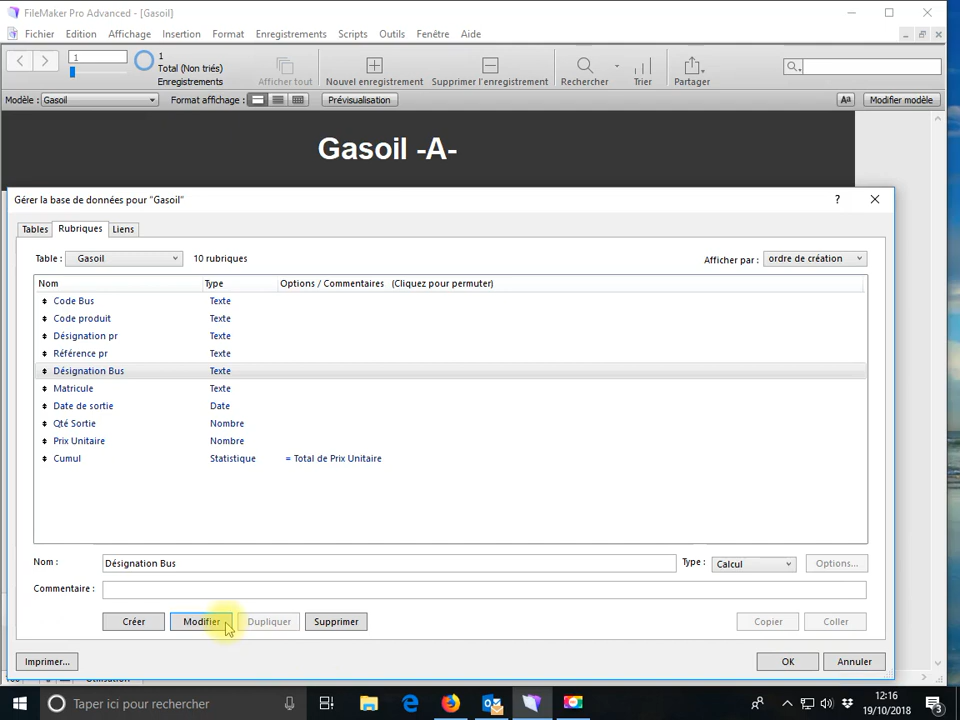 FileMaker Pro Advanced - [Gasoil]
Fichier Edition Affichage Insertion Format Enregistrements Scripts Outils Fenêtre Aide
1
1
Total (Non triés)
Enregistrements
Afficher tout
Nouvel enregistrement
Supprimer l'enregistrement
Rechercher
Trier
Partager
Modèle : Gasoil Format affichage : Prévisualisation Aa Modifier modèle
Gasoil -A-
Gérer la base de données pour "Gasoil" ?
Tables Rubriques Liens
Table : Gasoil 10 rubriques Afficher par : ordre de création
Nom Type Options / Commentaires (Cliquez pour permuter)
Code Bus Texte
Code produit Texte
Désignation pr Texte
Référence pr Texte
Désignation Bus Texte
Matricule Texte
Date de sortie Date
Qté Sortie Nombre
Prix Unitaire Nombre
Cumul Statistique = Total de Prix Unitaire
Nom : Désignation Bus Type : Calcul Options...
Commentaire :
Créer Modifier Dupliquer Supprimer Copier Coller
Imprimer... OK Annuler
Taper ici pour rechercher
12:16
19/10/2018
3